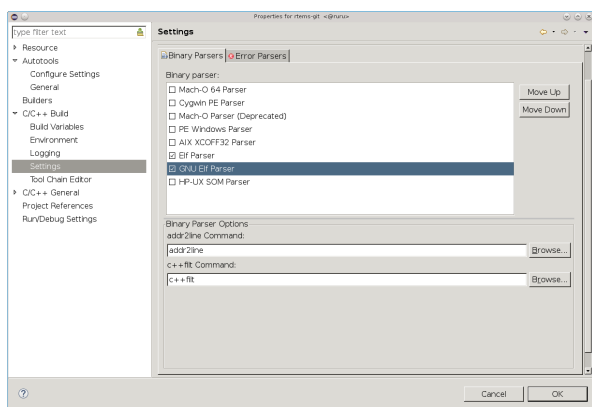 Properties for rtems-git <@ruru>
type filter text
Settings
Resource
Autotools
Configure Settings
General
Builders
C/C++ Build
Build Variables
Environment
Logging
Settings
Tool Chain Editor
C/C++ General
Project References
Run/Debug Settings
Binary Parsers
Error Parsers
Binary parser:
Mach-O 64 Parser
Cygwin PE Parser
Mach-O Parser (Deprecated)
PE Windows Parser
AIX XCOFF32 Parser
Elf Parser
GNU Elf Parser
HP-UX SOM Parser
Move Up
Move Down
Binary Parser Options
addr2line Command:
addr2line
Browse...
c++filt Command:
c++filt
Browse...
Cancel
OK